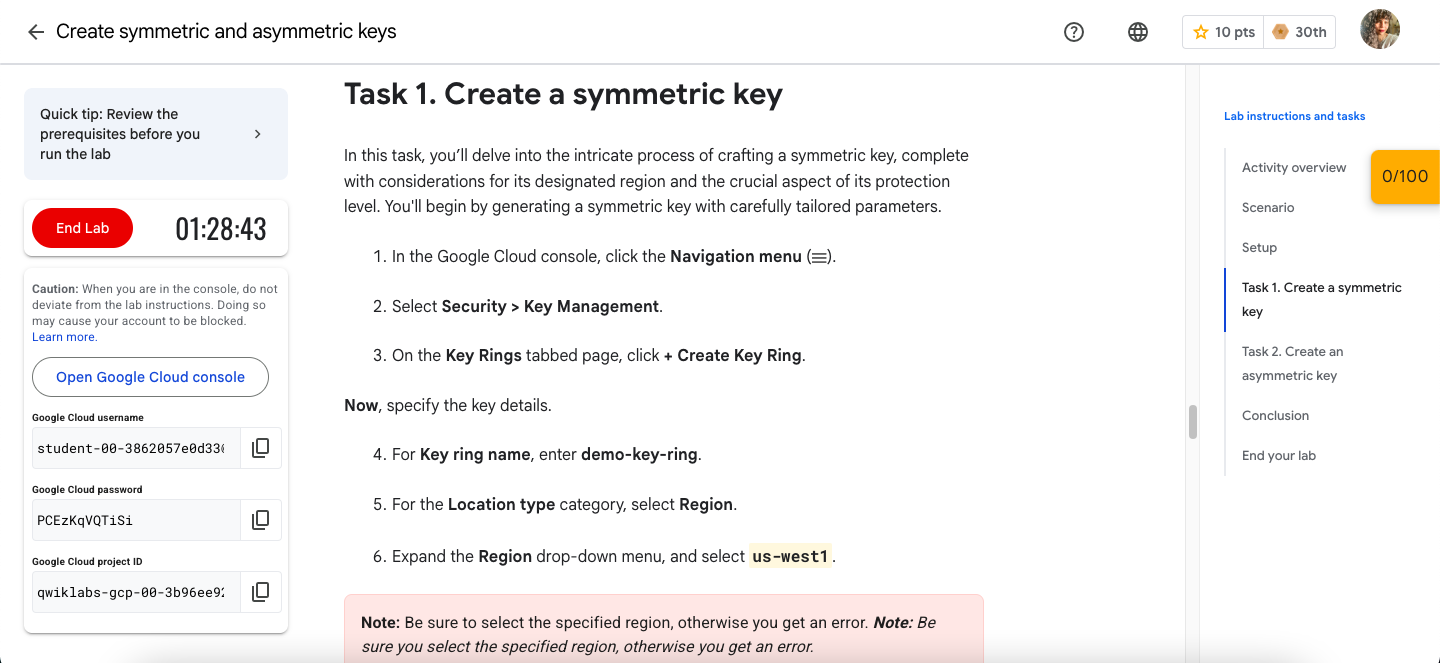 Create symmetric and asymmetric keys
10 pts
30th
Quick tip: Review the
prerequisites before you
run the lab
End Lab
01:28:43
Caution: When you are in the console, do not
deviate from the lab instructions. Doing so
may cause your account to be blocked.
Learn more.
Open Google Cloud console
Google Cloud username
student-00-3862057e0d33
Google Cloud password
PCEzKqVQTiSi
Google Cloud project ID
qwiklabs-gcp-00-3b96ee92
Task 1. Create a symmetric key
In this task, you’ll delve into the intricate process of crafting a symmetric key, complete
with considerations for its designated region and the crucial aspect of its protection
level. You'll begin by generating a symmetric key with carefully tailored parameters.
1. In the Google Cloud console, click the Navigation menu (☰).
2. Select Security > Key Management.
3. On the Key Rings tabbed page, click + Create Key Ring.
Now, specify the key details.
4. For Key ring name, enter demo-key-ring.
5. For the Location type category, select Region.
6. Expand the Region drop-down menu, and select us-west1.
Note: Be sure to select the specified region, otherwise you get an error. Note: Be
sure you select the specified region, otherwise you get an error.
Lab instructions and tasks
Activity overview
Scenario
Setup
Task 1. Create a symmetric
key
Task 2. Create an
asymmetric key
Conclusion
End your lab
0/100